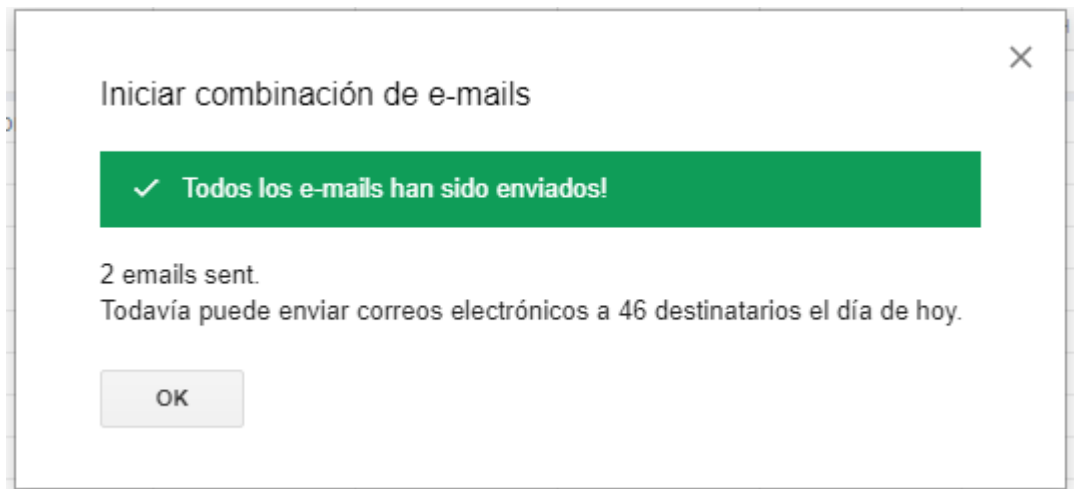 Iniciar combinación de e-mails
Todos los e-mails han sido enviados!
2 emails sent.
Todavía puede enviar correos electrónicos a 46 destinatarios el día de hoy.
OK